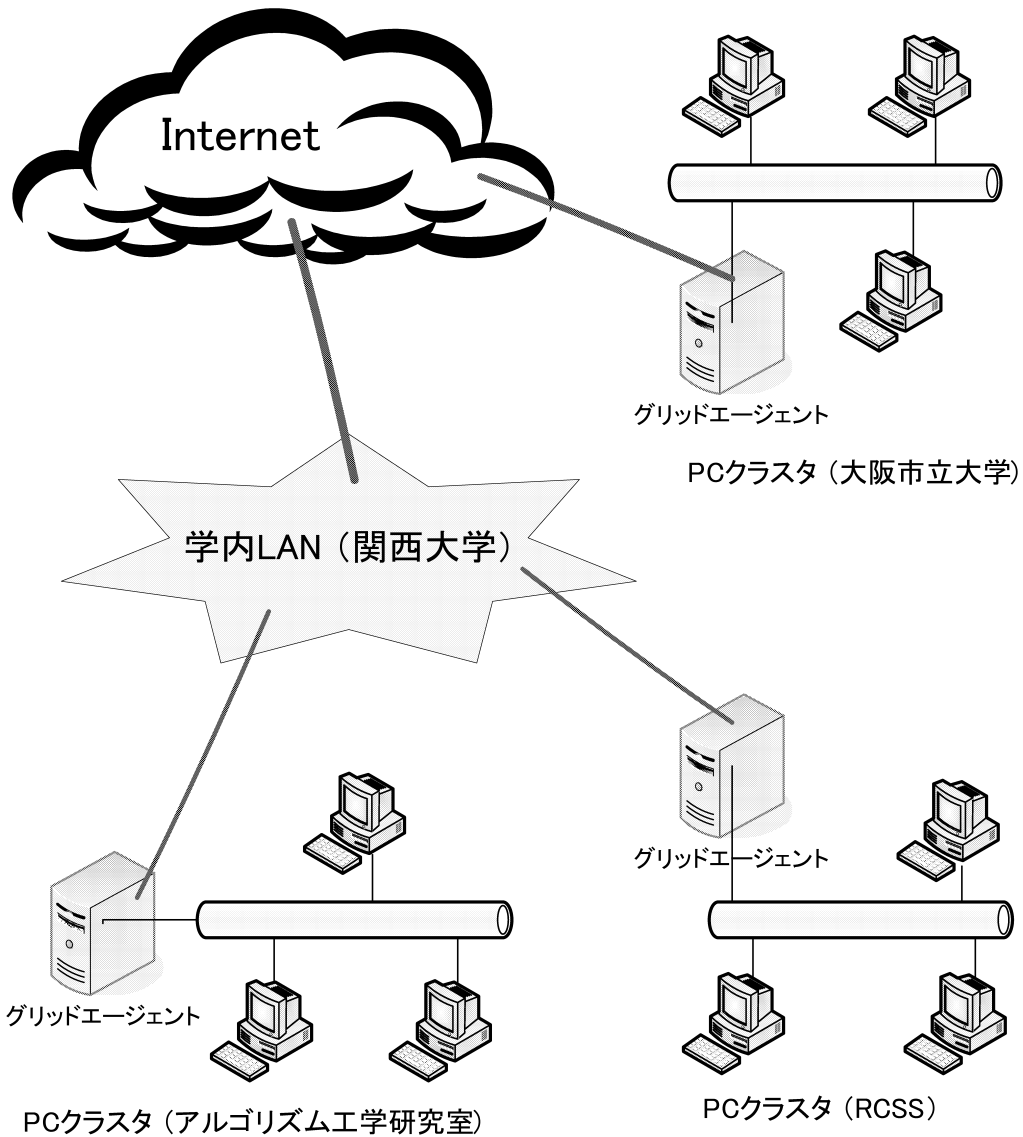 Internet
グリッドエージェント
PCクラスタ（大阪市立大学）
学内LAN（関西大学）
グリッドエージェント
グリッドエージェント
PCクラスタ（アルゴリズム工学研究室）
PCクラスタ（RCSS）